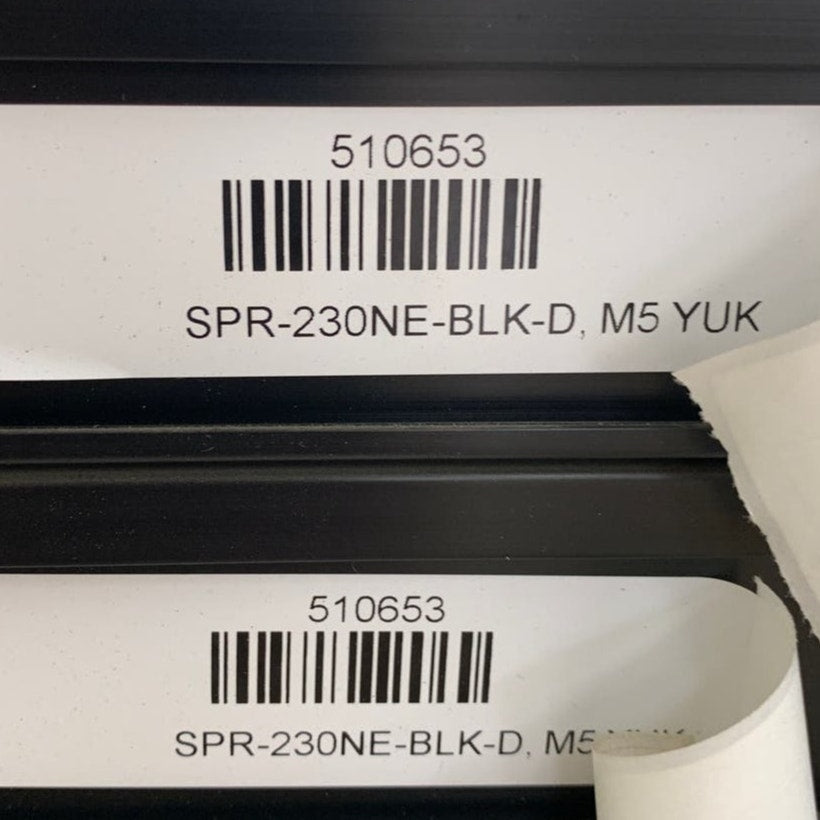 510653
SPR-230NE-BLK-D, M5 YUK
510653
SPR-230NE-BLK-D, M5